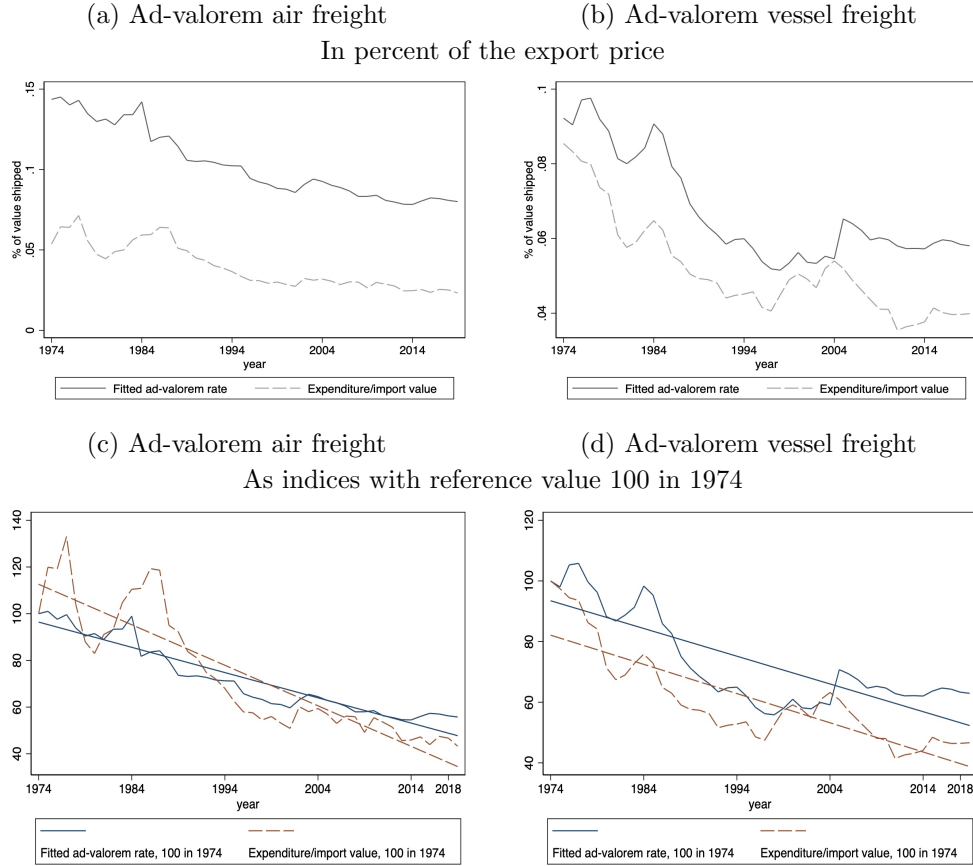 (a) Ad-valorem air freight
(b) Ad-valorem vessel freight
In percent of the export price
% of value shipped
.15
.1
.05
0
1974 1984 1994 2004 2014
year
Fitted ad-valorem rate Expenditure/import value
% of value shipped
.1
.08
.06
.04
1974 1984 1994 2004 2014
year
Fitted ad-valorem rate Expenditure/import value
(c) Ad-valorem air freight
(d) Ad-valorem vessel freight
As indices with reference value 100 in 1974
140
120
100
80
60
40
1974 1984 1994 2004 2014 2018
year
Fitted ad-valorem rate, 100 in 1974 Expenditure/import value, 100 in 1974
120
100
80
60
40
1974 1984 1994 2004 2014 2018
year
Fitted ad-valorem rate, 100 in 1974 Expenditure/import value, 100 in 1974